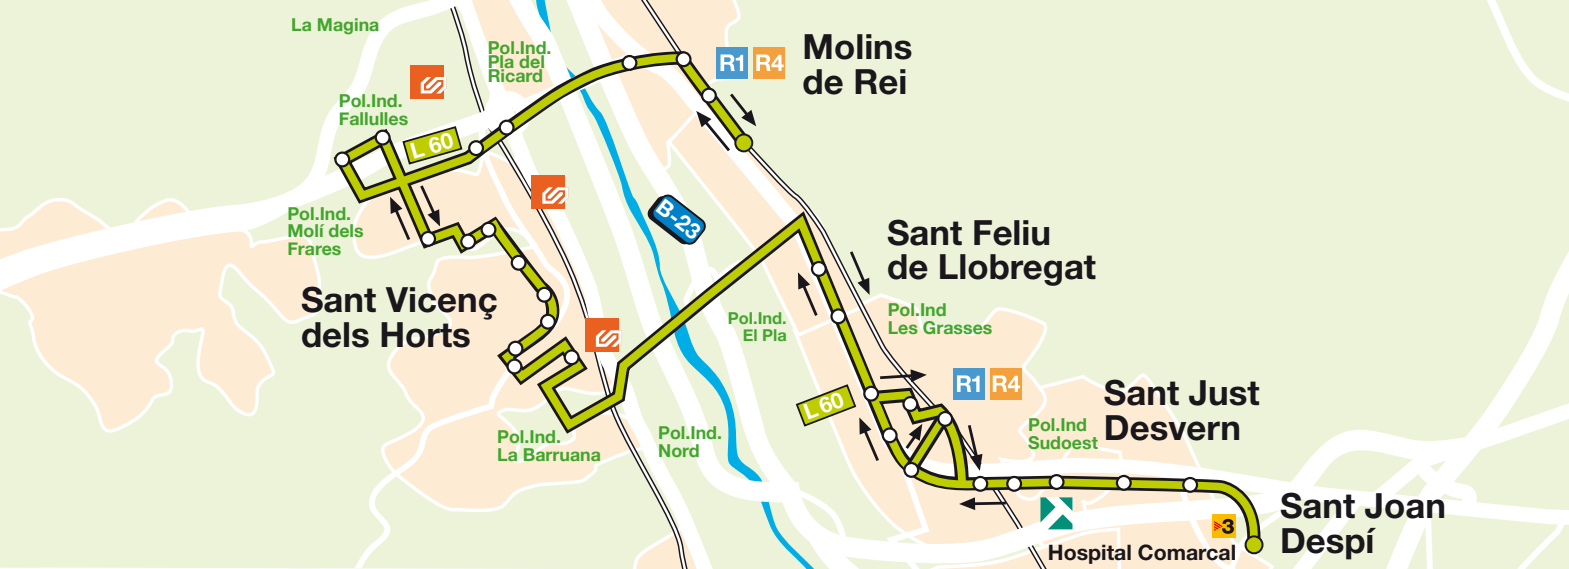 La Magina
Pol.Ind.
Pla del
Ricard
R1 R4
Molins
de Rei
Pol.Ind.
Fallulles
L 60
B-23
Pol.Ind.
Molí dels
Frares
Sant Feliu
de Llobregat
Sant Vicenç
dels Horts
Pol.Ind.
El Pla
Pol.Ind
Les Grasses
R1 R4
L 60
Sant Just
Desvern
Pol.Ind
Sudoest
Pol.Ind.
La Barruana
Pol.Ind.
Nord
Sant Joan
Despí
3
Hospital Comarcal